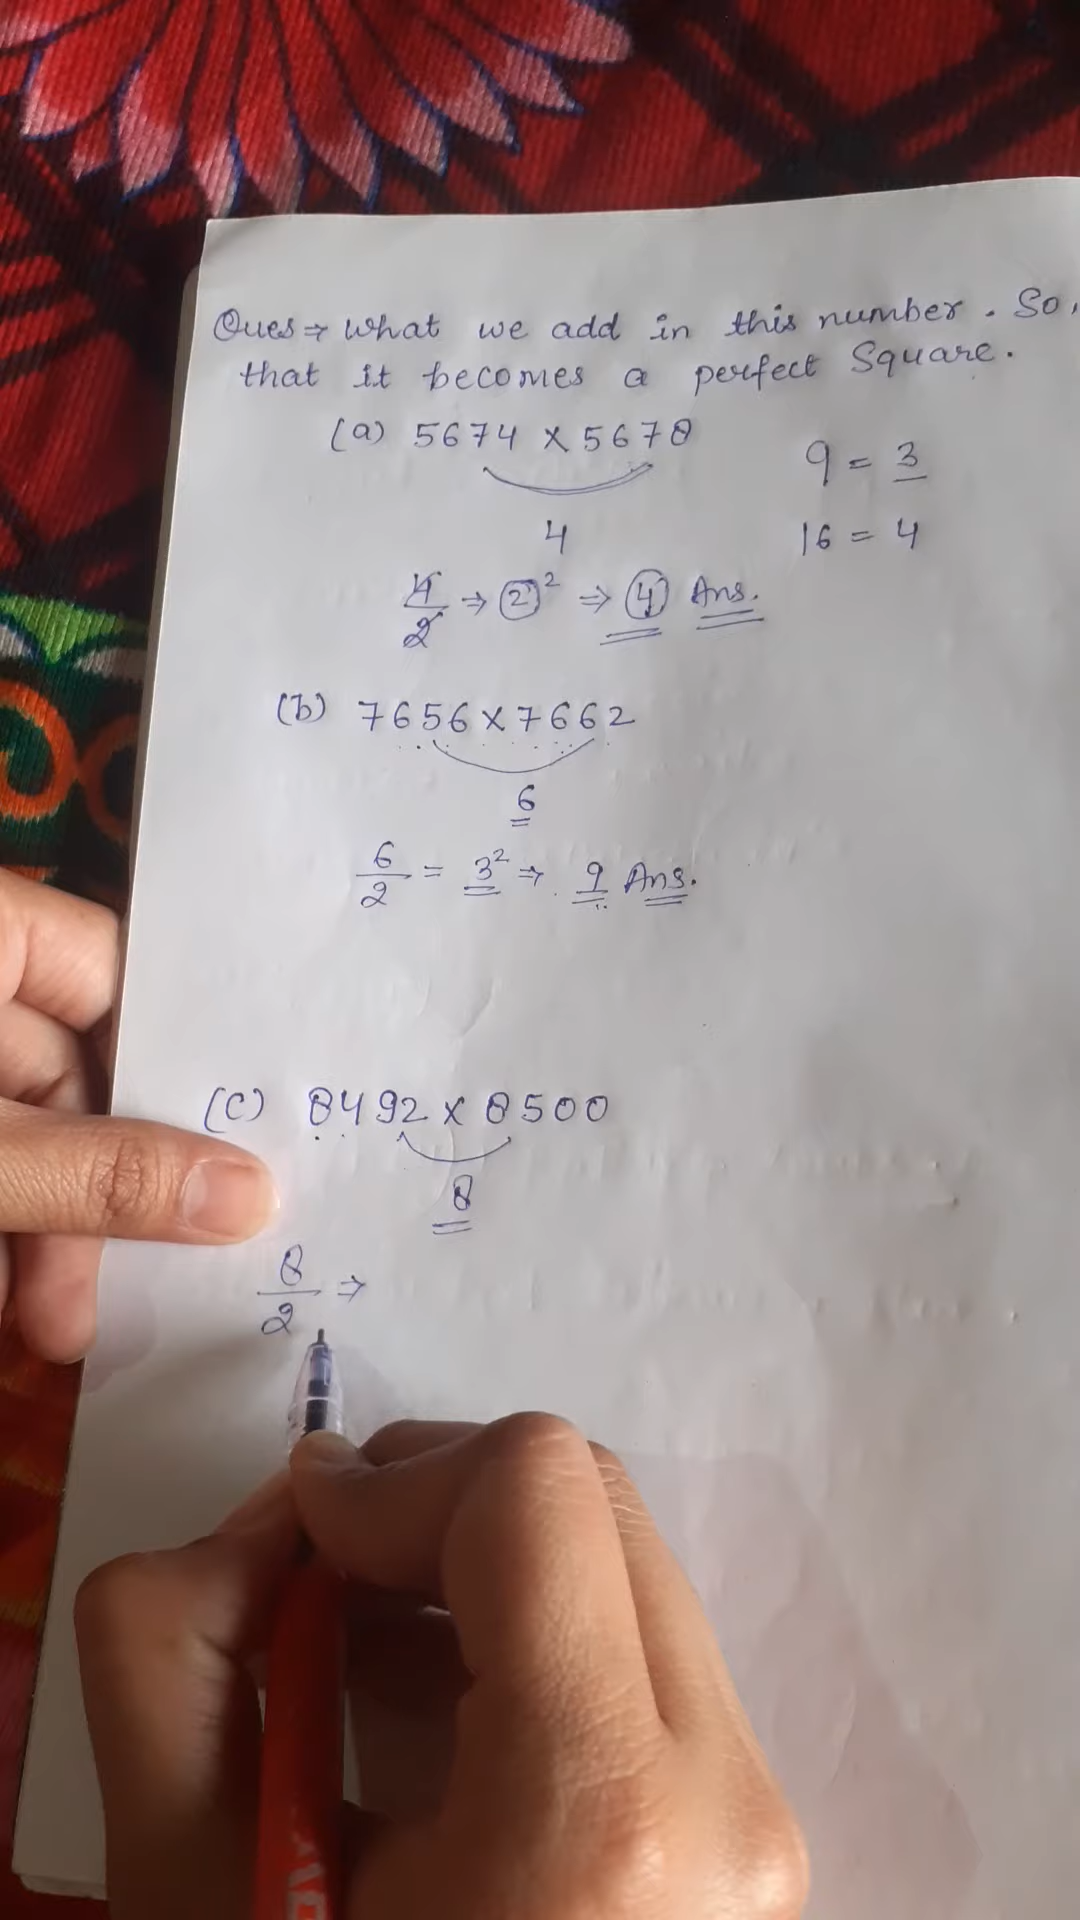 Ques ⇒ What we add in this number. So,
that it becomes a perfect Square.
(a) 5674 × 5678
9 = 3
4
16 = 4
4/2 ⇒ (2)² ⇒ 4 Ans.
(b) 7656 × 7662
6
6/2 = 3² ⇒ 9 Ans.
(C) 8492 × 8500
8
8/2 ⇒